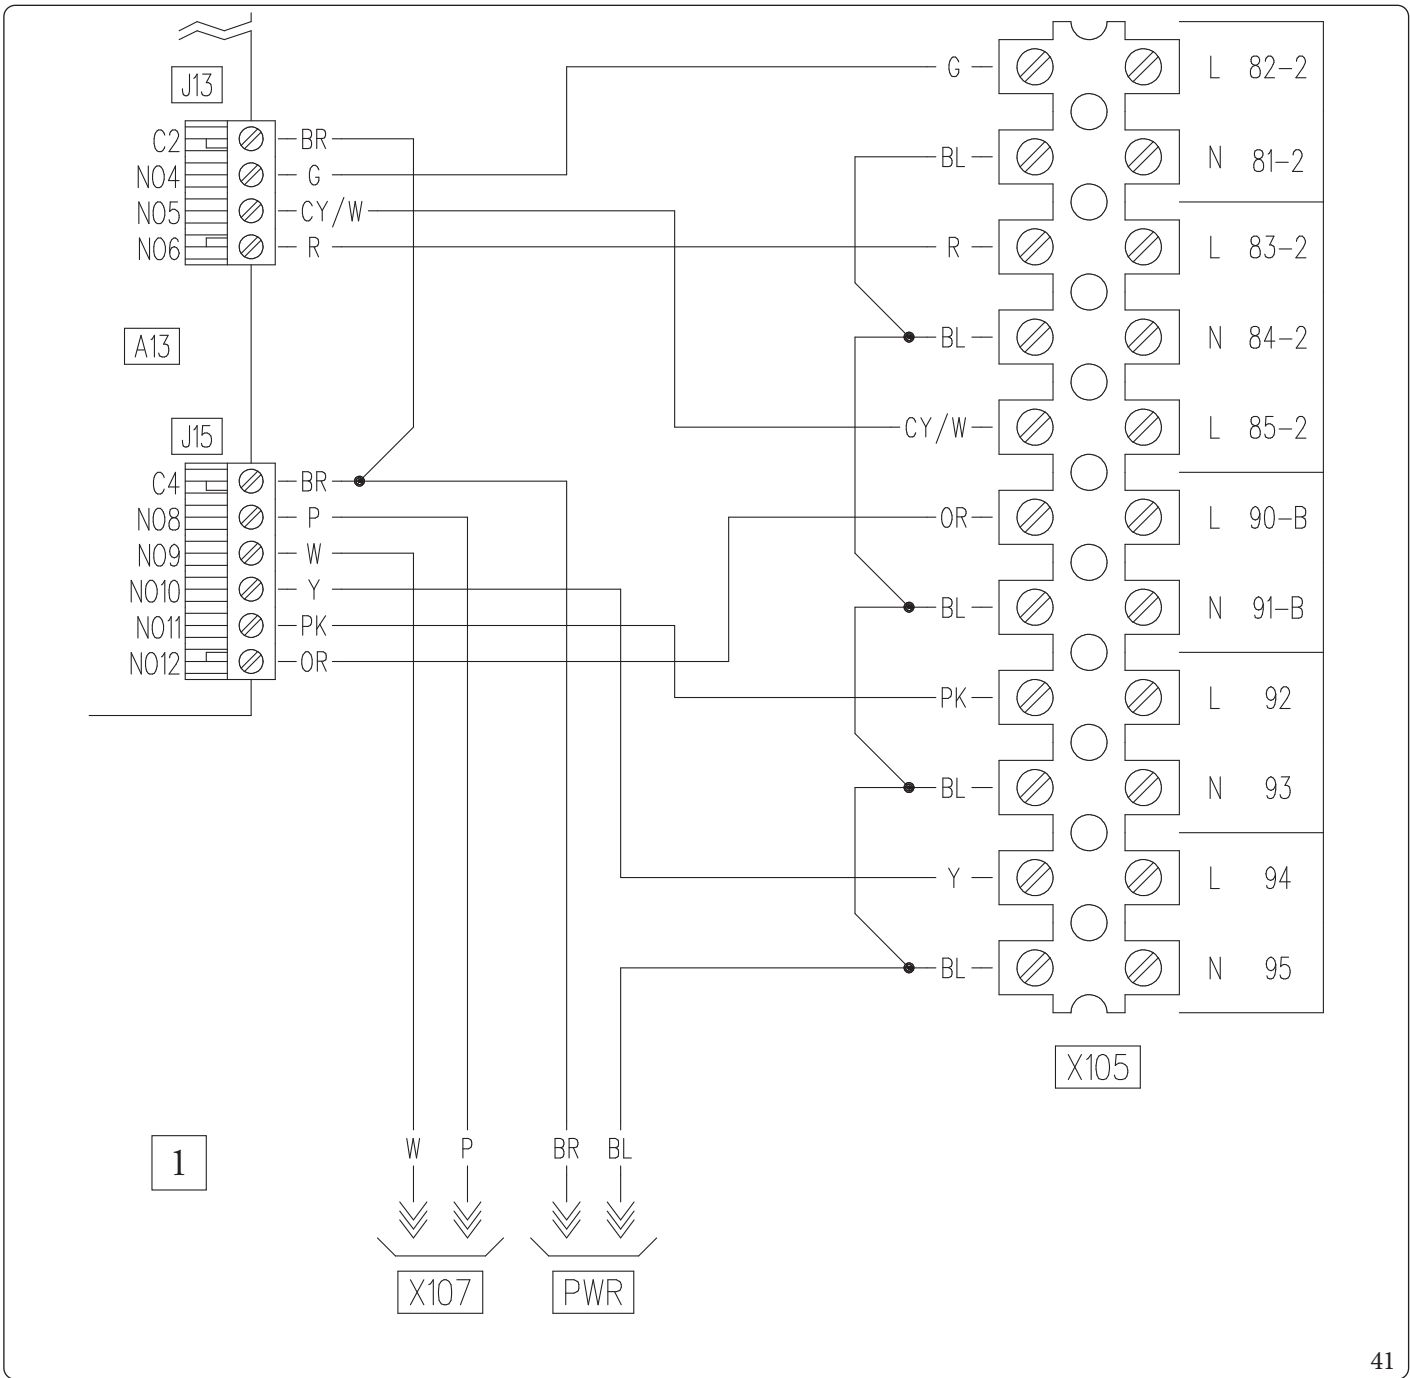 J13
G L 82-2
C2 BR
NO4 G
BL N 81-2
NO5 CY/W
NO6 R
R L 83-2
A13
BL N 84-2
J15
CY/W L 85-2
C4 BR
NO8 P
OR L 90-B
NO9 W
NO10 Y
BL N 91-B
NO11 PK
NO12 OR
PK L 92
BL N 93
Y L 94
BL N 95
X105
1
W P BR BL
X107 PWR
41